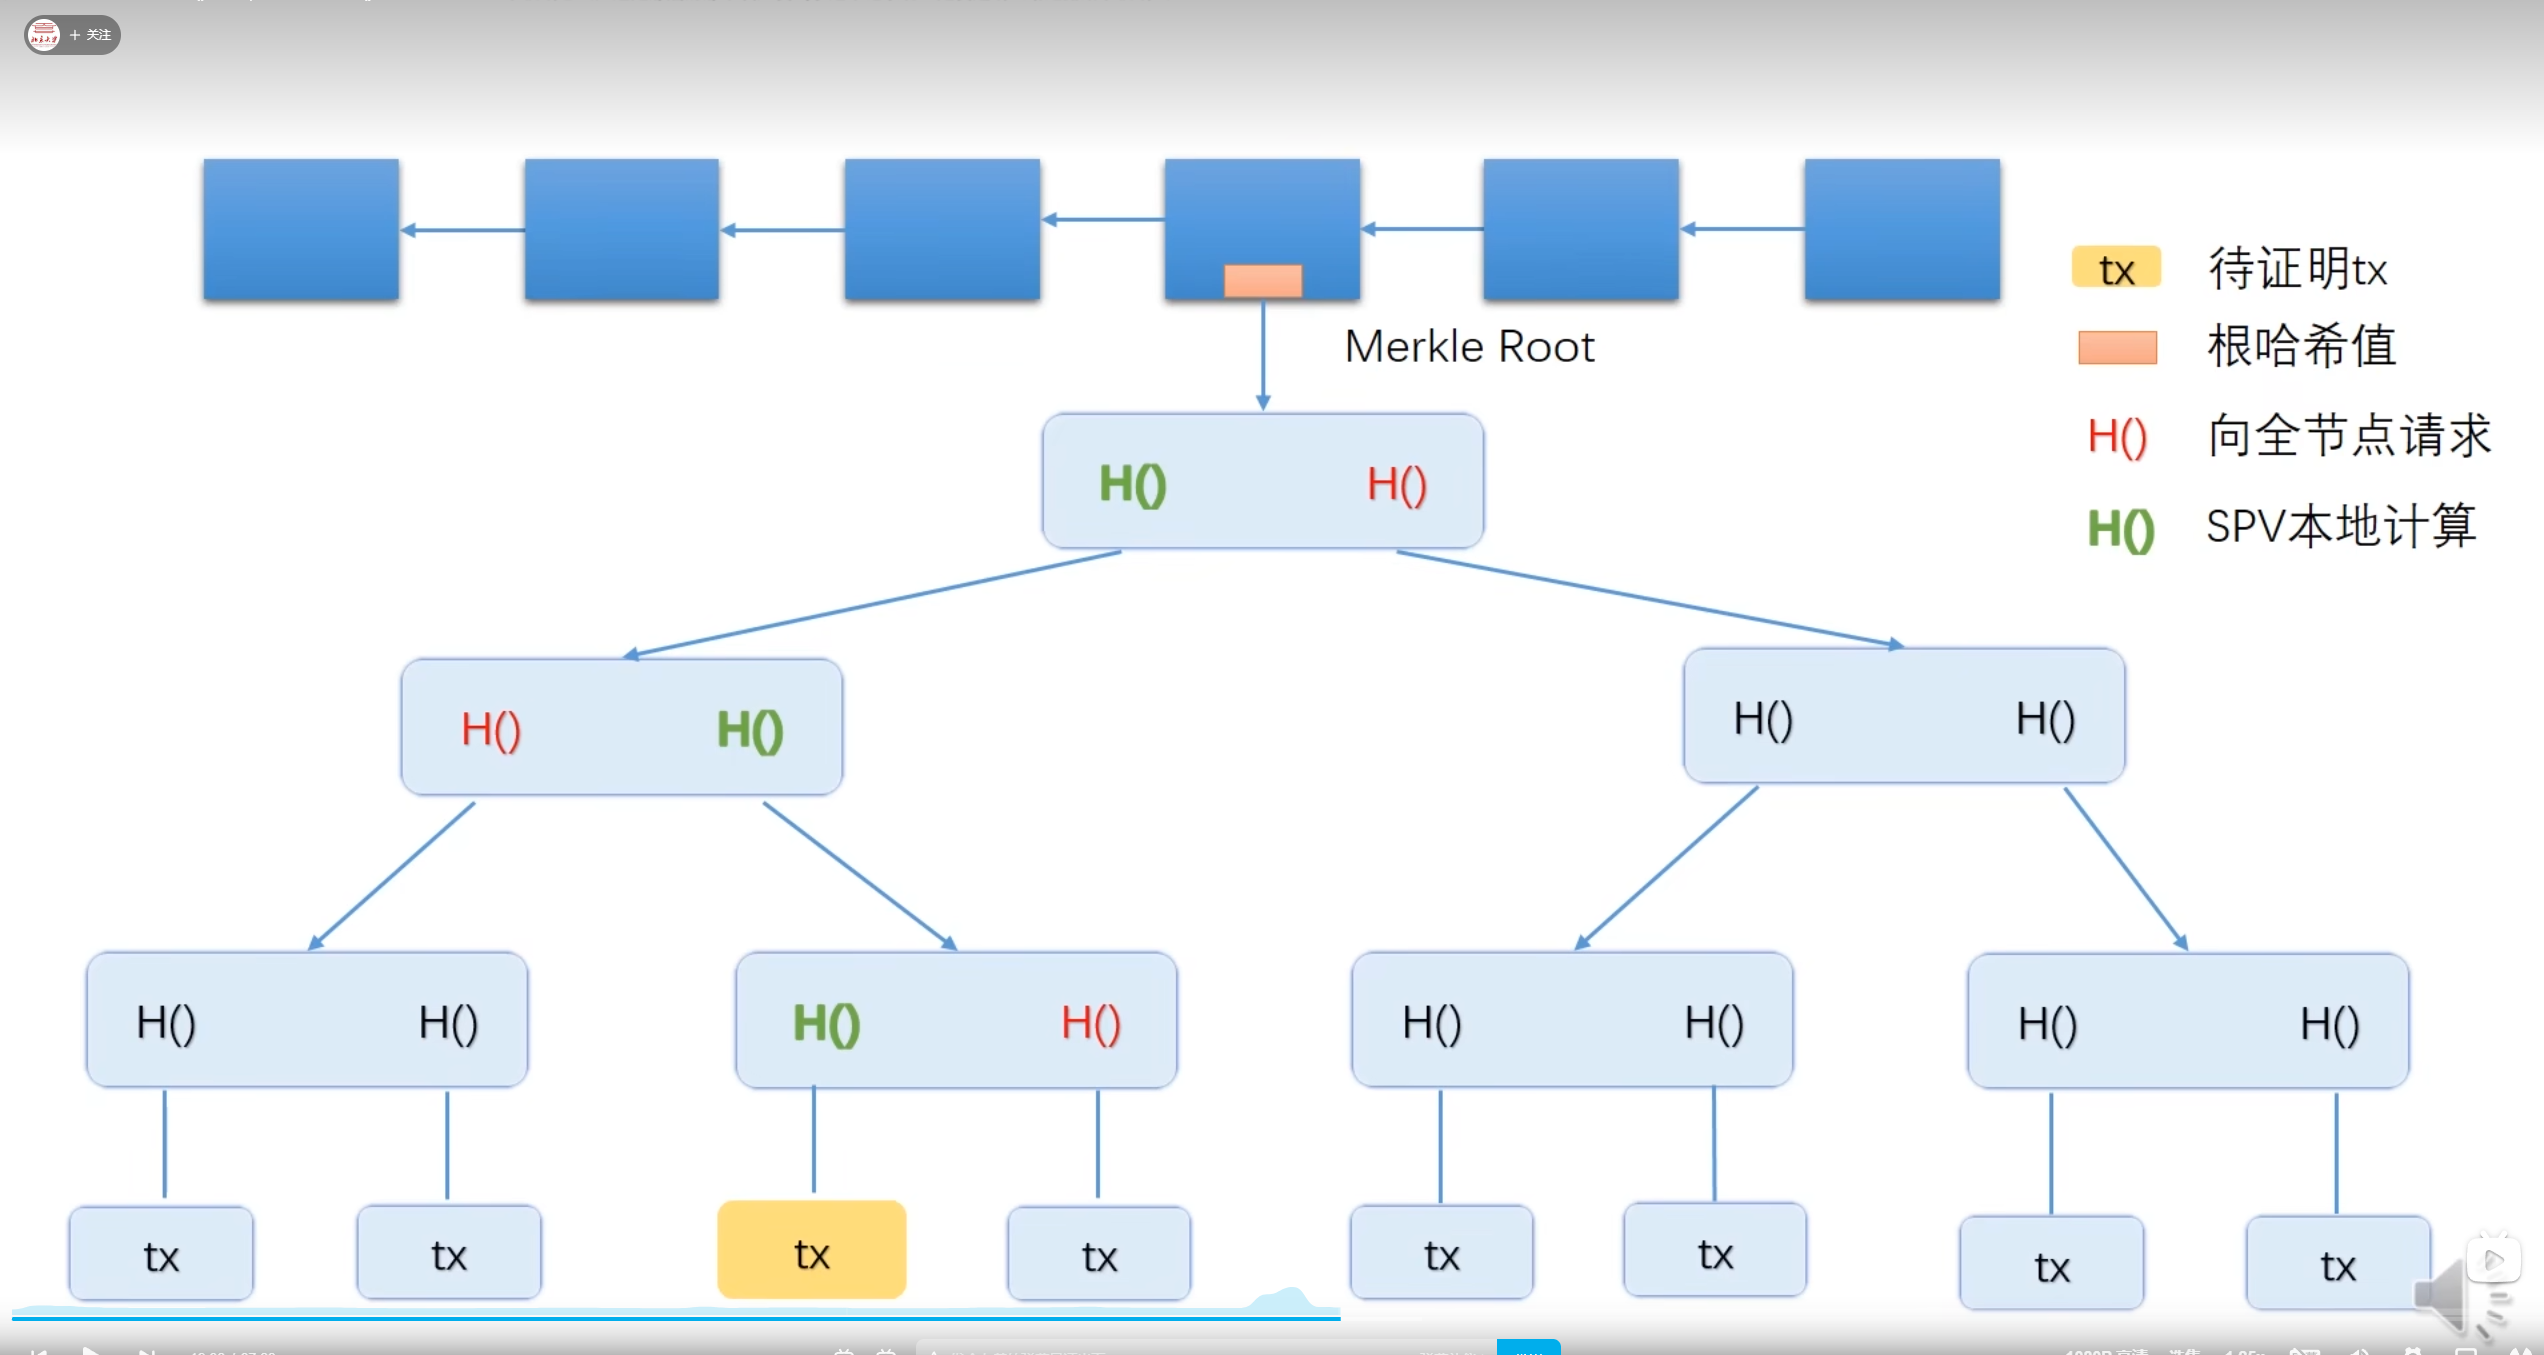 + 关注
tx 待证明tx
根哈希值
Merkle Root
H() 向全节点请求
H() H()
H() SPV本地计算
H() H() H() H()
H() H() H() H() H() H() H() H()
tx tx tx tx tx tx tx tx